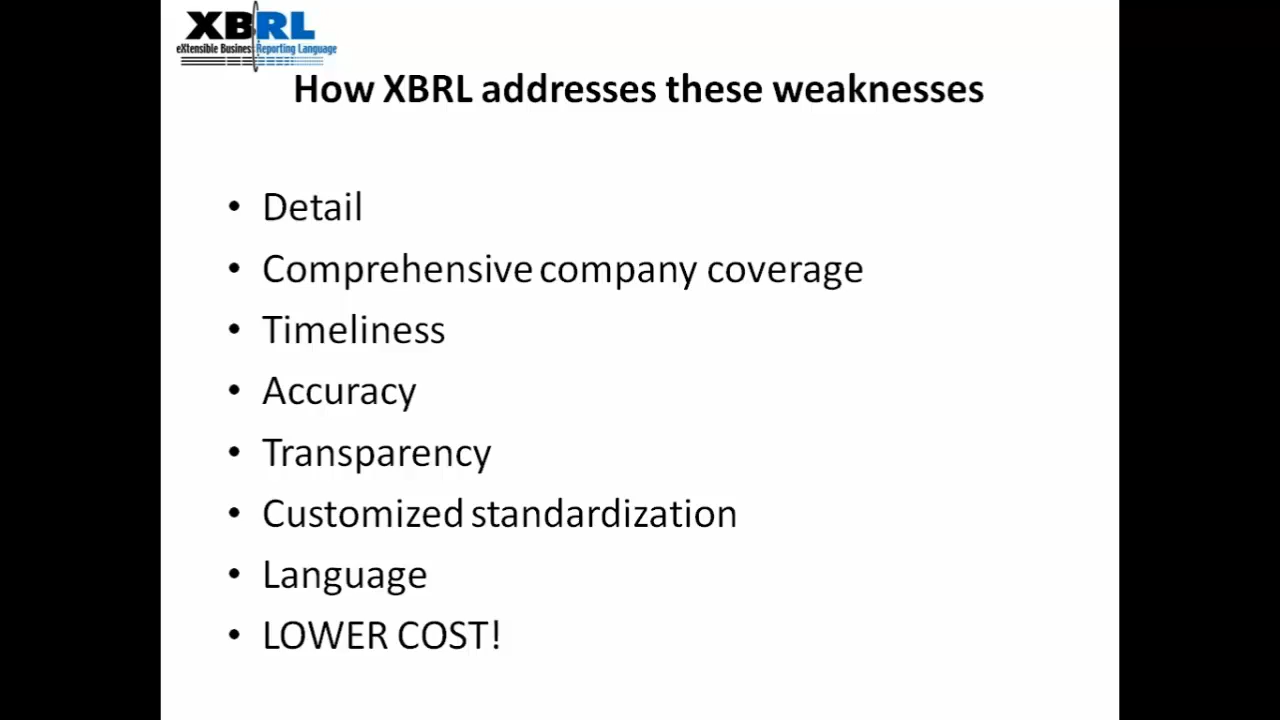 XBRL
eXtensible Business Reporting Language
How XBRL addresses these weaknesses
• Detail
• Comprehensive company coverage
• Timeliness
• Accuracy
• Transparency
• Customized standardization
• Language
• LOWER COST!